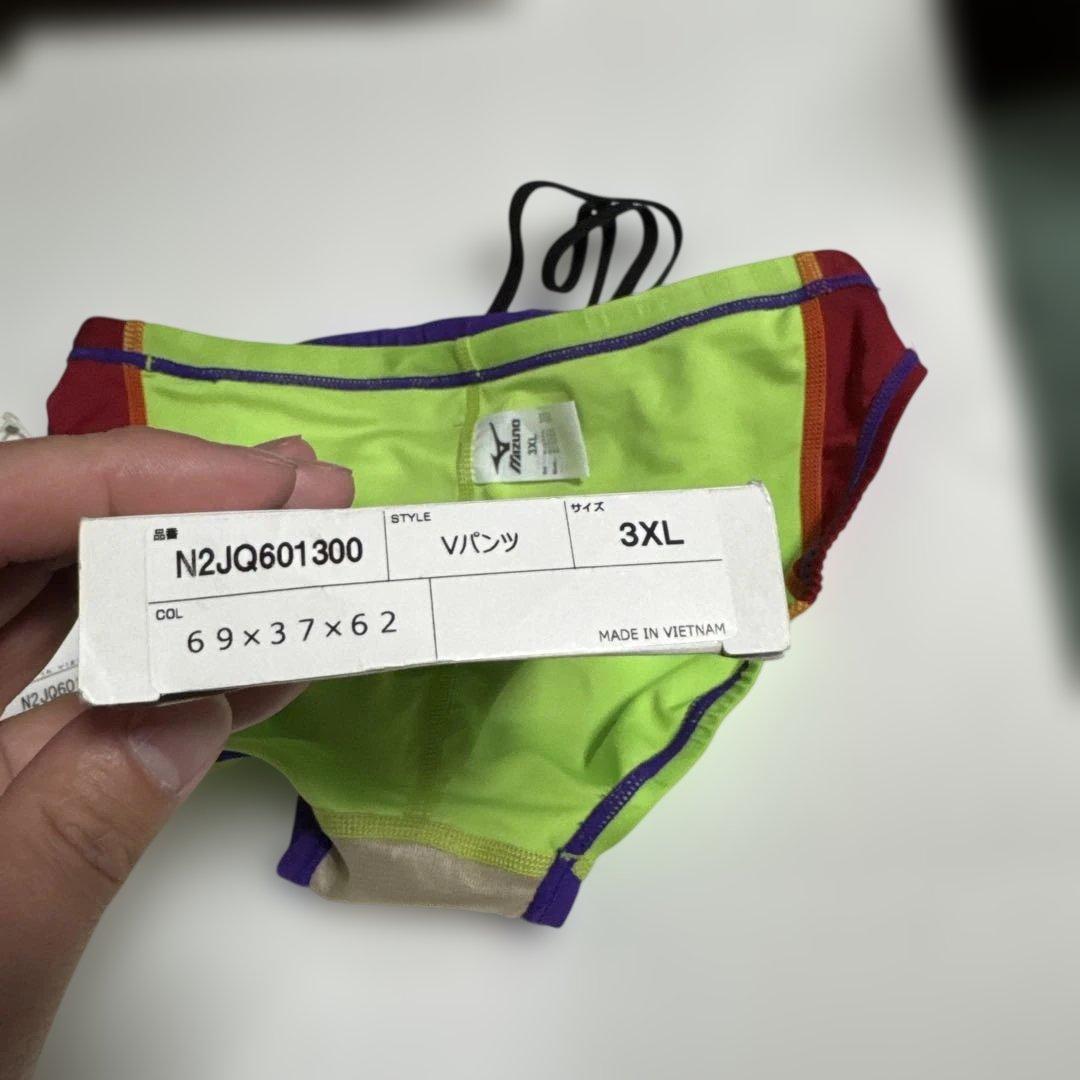 MIZUNO
3XL
品番
N2JQ601300
STYLE
Vパンツ
サイズ
3XL
COL
69×37×62
MADE IN VIETNAM
N2JQ60